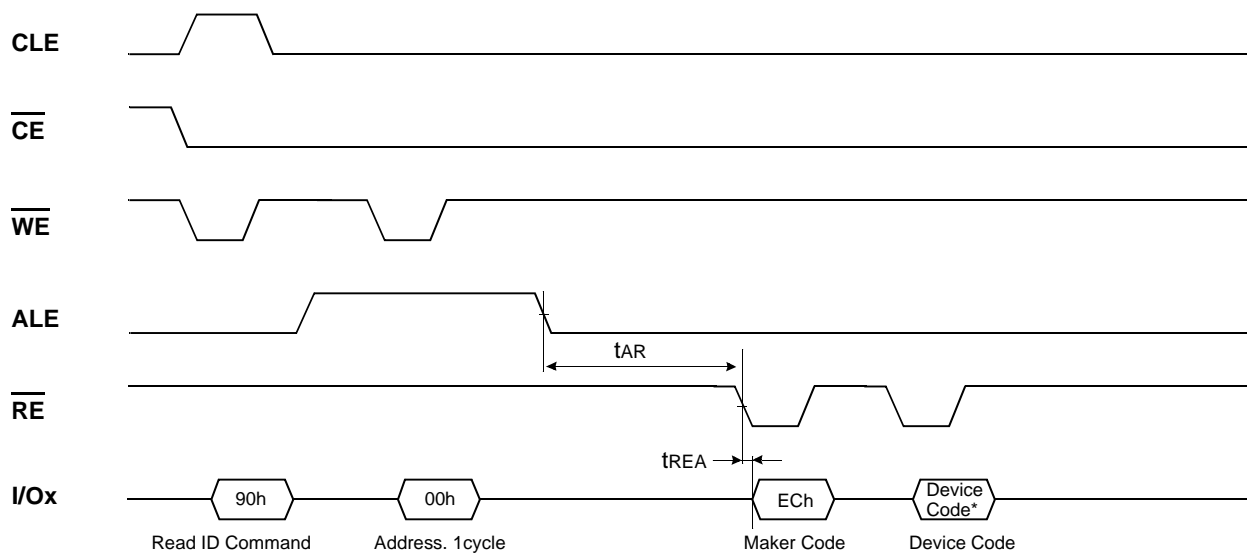 CLE
CE
WE
ALE
tAR
RE
tREA
I/Ox
90h
00h
ECh
Device
Code*
Read ID Command
Address. 1cycle
Maker Code
Device Code